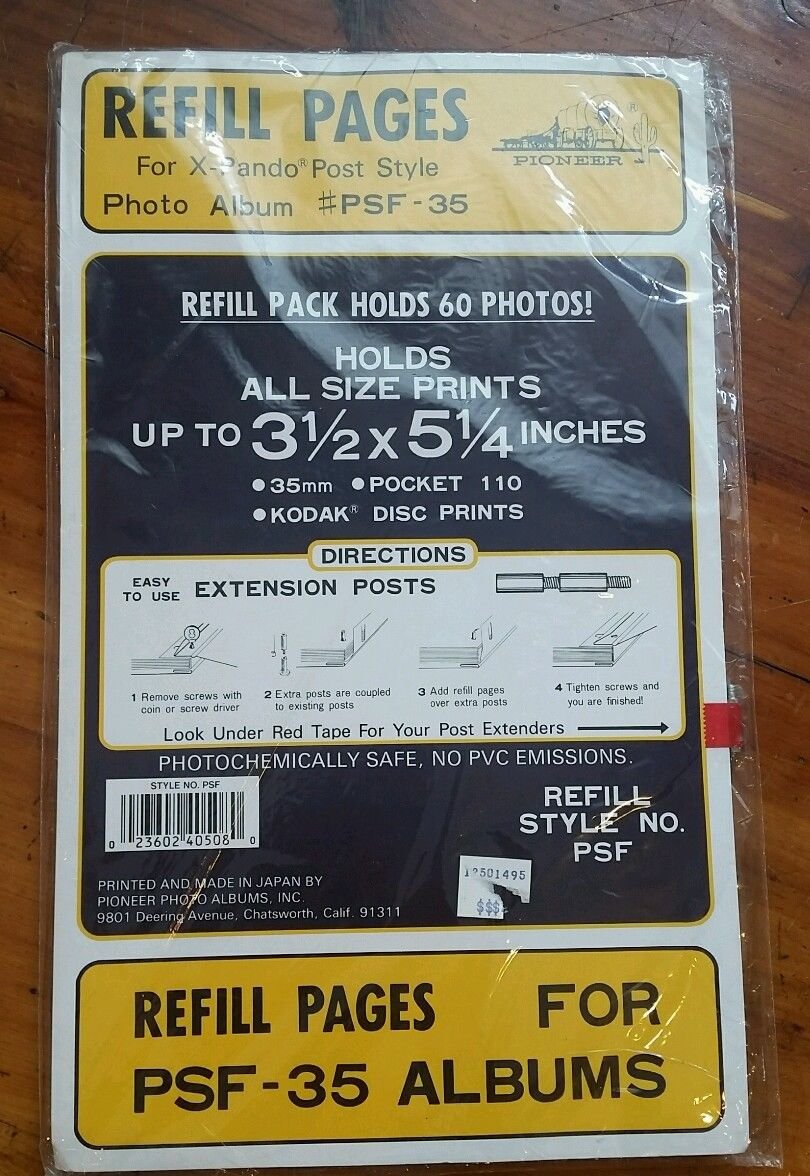 REFILL PAGES
For X-Pando® Post Style
Photo Album #PSF-35
®
PIONEER
REFILL PACK HOLDS 60 PHOTOS!
HOLDS
ALL SIZE PRINTS
UP TO 3½ x 5¼ INCHES
• 35mm • POCKET 110
• KODAK® DISC PRINTS
DIRECTIONS
EASY TO USE EXTENSION POSTS
1 Remove screws with
coin or screw driver
2 Extra posts are coupled
to existing posts
3 Add refill pages
over extra posts
4 Tighten screws and
you are finished!
Look Under Red Tape For Your Post Extenders
PHOTOCHEMICALLY SAFE, NO PVC EMISSIONS.
STYLE NO. PSF
0 23602 40508 0
REFILL
STYLE NO.
PSF
PRINTED AND MADE IN JAPAN BY
PIONEER PHOTO ALBUMS, INC.
9801 Deering Avenue, Chatsworth, Calif. 91311
$$$
REFILL PAGES FOR
PSF-35 ALBUMS